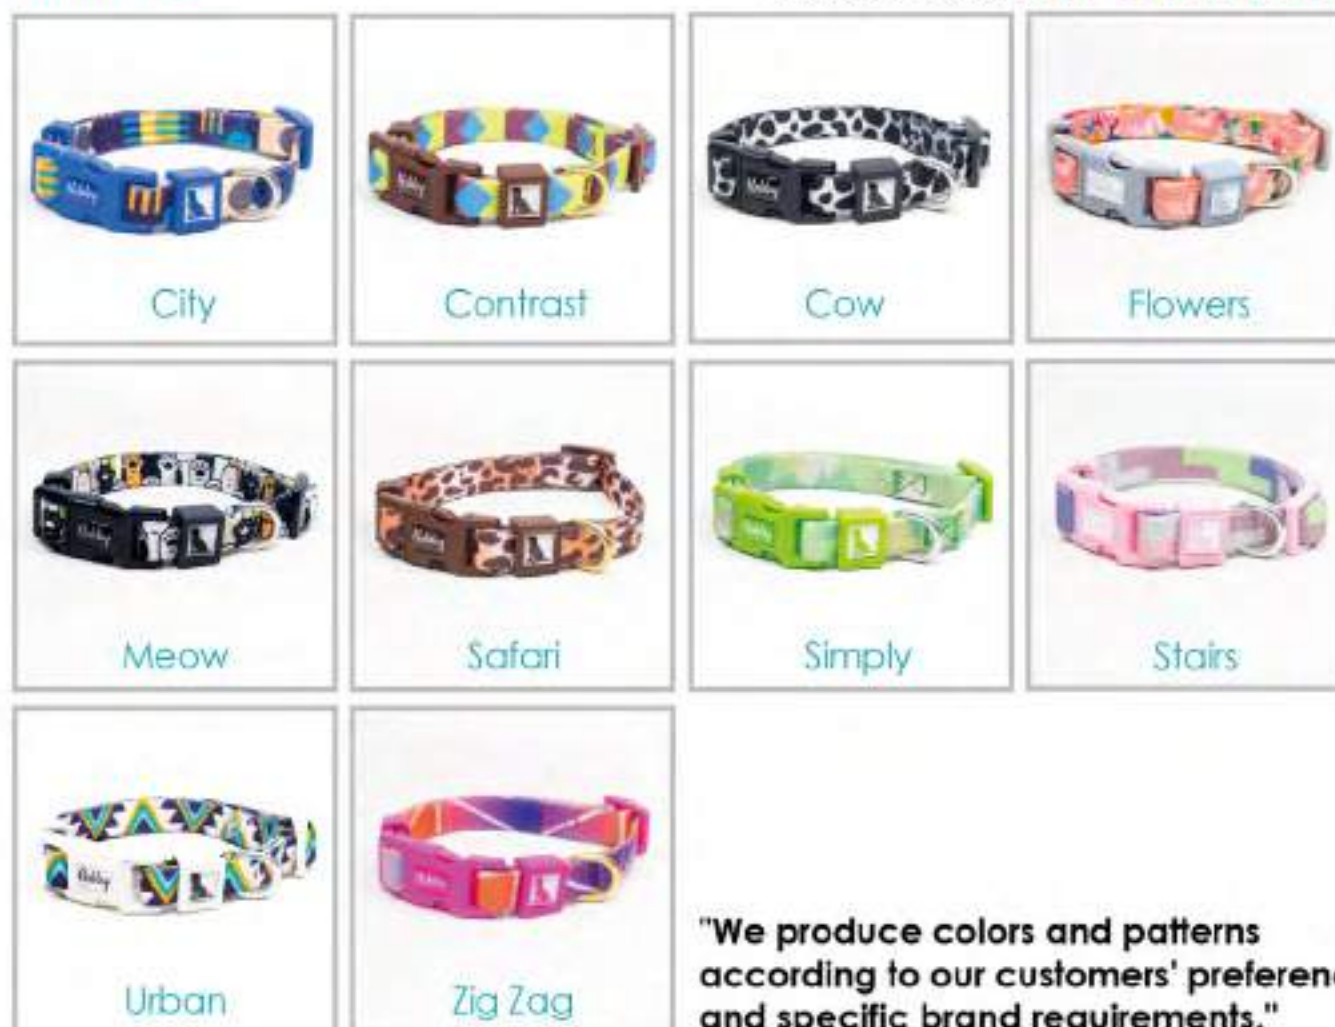 City
Contrast
Cow
Flowers
Meow
Safari
Simply
Stairs
Urban
Zig Zag
"We produce colors and patterns
according to our customers' preferen
and specific brand requirements."